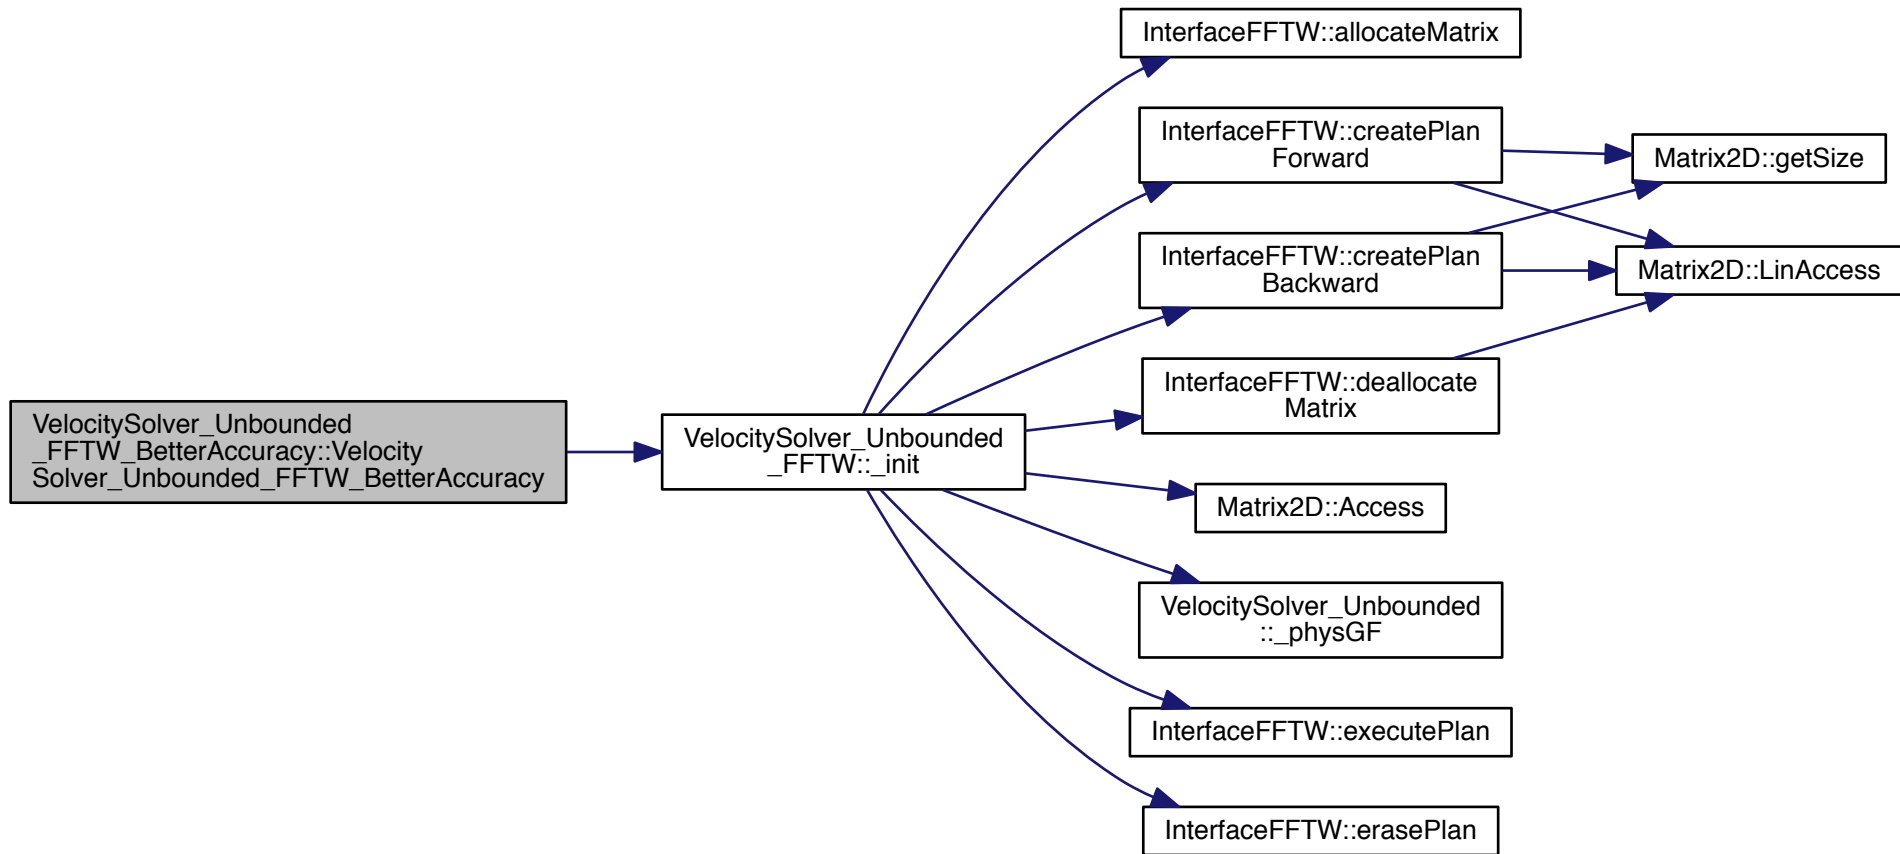 VelocitySolver_Unbounded
_FFTW_BetterAccuracy::Velocity
Solver_Unbounded_FFTW_BetterAccuracy
VelocitySolver_Unbounded
_FFTW::_init
InterfaceFFTW::allocateMatrix
InterfaceFFTW::createPlan
Forward
InterfaceFFTW::createPlan
Backward
InterfaceFFTW::deallocate
Matrix
Matrix2D::Access
VelocitySolver_Unbounded
::_physGF
InterfaceFFTW::executePlan
InterfaceFFTW::erasePlan
Matrix2D::getSize
Matrix2D::LinAccess